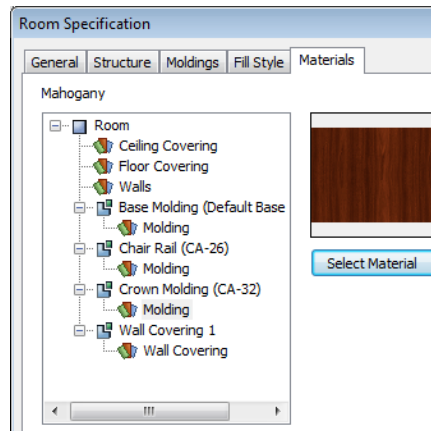 Room Specification
General Structure Moldings Fill Style Materials
Mahogany
Room
Ceiling Covering
Floor Covering
Walls
Base Molding (Default Base
Molding
Chair Rail (CA-26)
Molding
Select Material
Crown Molding (CA-32)
Molding
Wall Covering 1
Wall Covering